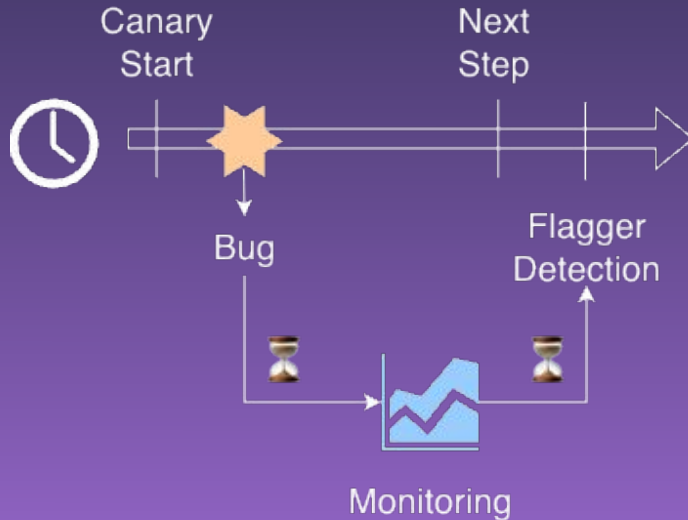 Canary
Start
Next
Step
Bug
Flagger
Detection
Monitoring